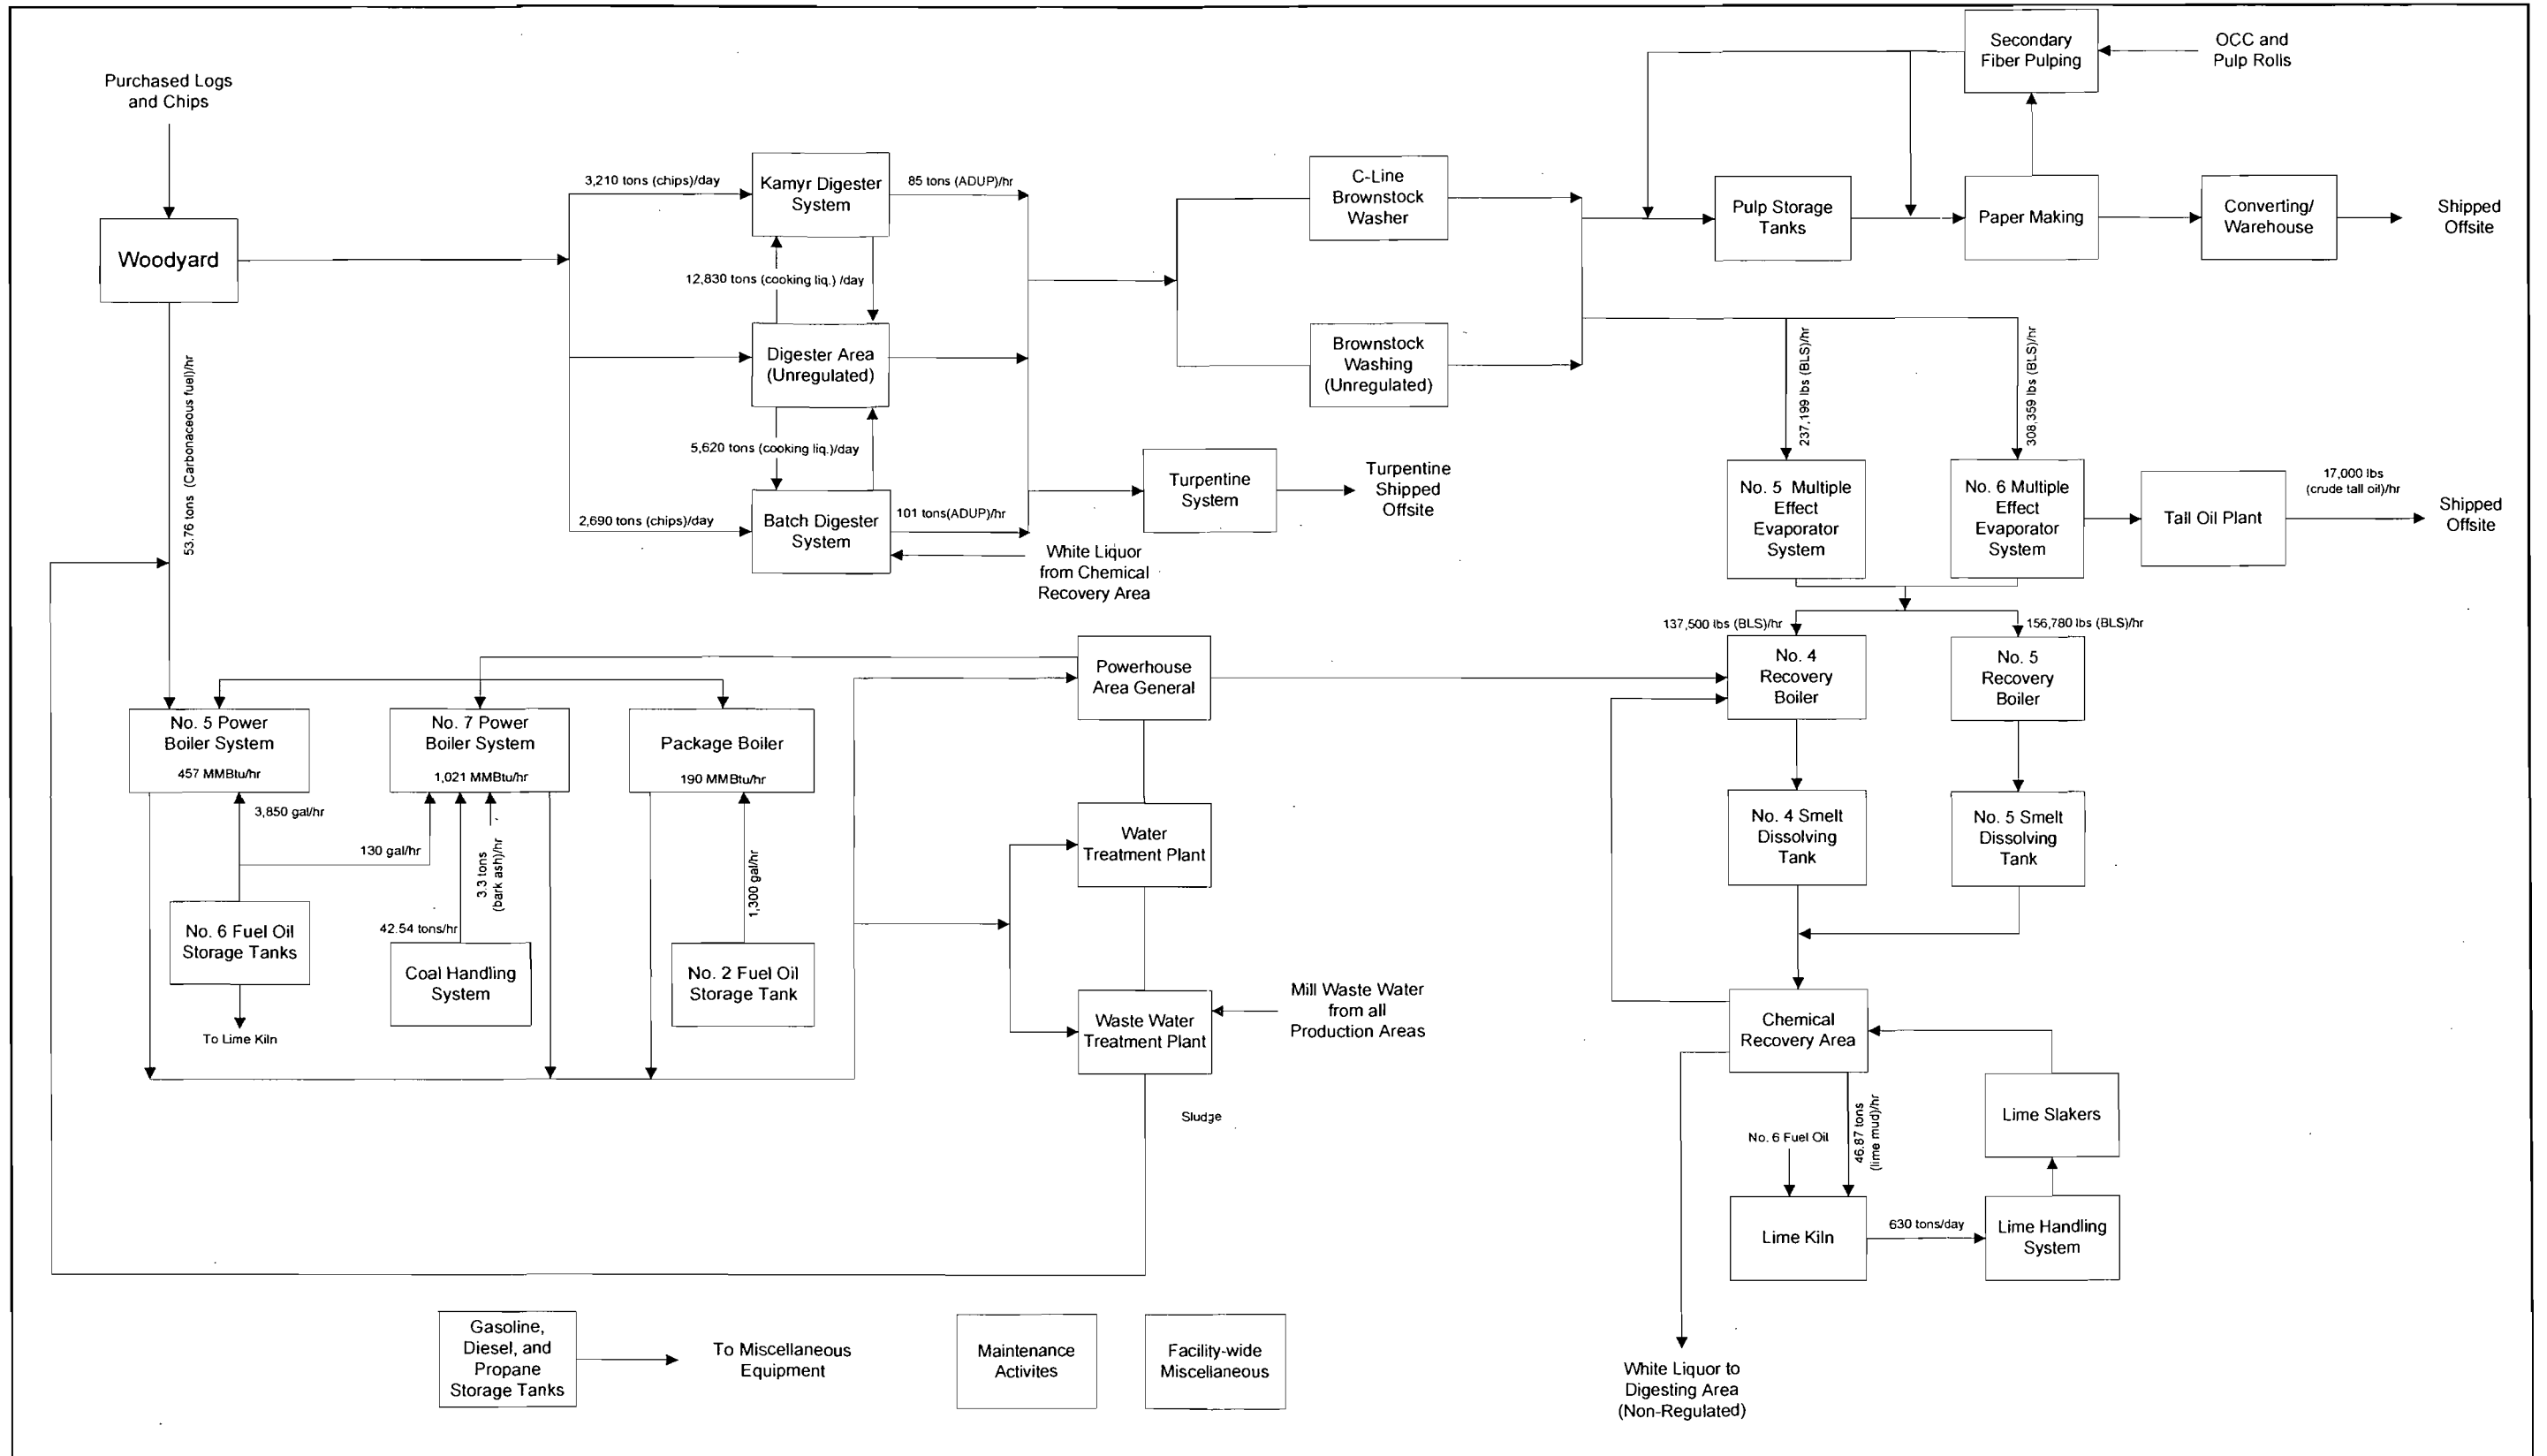 Purchased Logs
and Chips
Woodyard
53.76 tons (Carbonaceous fuel)/hr
3,210 tons (chips)/day
Kamyr Digester
System
85 tons (ADUP)/hr
12,830 tons (cooking liq.) /day
Digester Area
(Unregulated)
5,620 tons (cooking liq.)/day
2,690 tons (chips)/day
Batch Digester
System
101 tons(ADUP)/hr
White Liquor
from Chemical
Recovery Area
C-Line
Brownstock
Washer
Brownstock
Washing
(Unregulated)
Turpentine
System
Turpentine
Shipped
Offsite
Secondary
Fiber Pulping
OCC and
Pulp Rolls
Pulp Storage
Tanks
Paper Making
Converting/
Warehouse
Shipped
Offsite
237,199 lbs (BLS)/hr
308,359 lbs (BLS)/hr
No. 5 Multiple
Effect
Evaporator
System
No. 6 Multiple
Effect
Evaporator
System
Tall Oil Plant
17,000 lbs
(crude tall oil)/hr
Shipped
Offsite
137,500 lbs (BLS)/hr
156,780 lbs (BLS)/hr
No. 4
Recovery
Boiler
No. 5
Recovery
Boiler
No. 4 Smelt
Dissolving
Tank
No. 5 Smelt
Dissolving
Tank
Chemical
Recovery Area
Lime Slakers
No. 6 Fuel Oil
46.87 tons
(lime mud)/hr
Lime Kiln
630 tons/day
Lime Handling
System
White Liquor to
Digesting Area
(Non-Regulated)
Powerhouse
Area General
Water
Treatment Plant
Waste Water
Treatment Plant
Mill Waste Water
from all
Production Areas
Sludge
No. 5 Power
Boiler System
457 MMBtu/hr
No. 7 Power
Boiler System
1,021 MMBtu/hr
Package Boiler
190 MMBtu/hr
3,850 gal/hr
130 gal/hr
3.3 tons
(bark ash)/hr
1,300 gal/hr
No. 6 Fuel Oil
Storage Tanks
42.54 tons/hr
Coal Handling
System
No. 2 Fuel Oil
Storage Tank
To Lime Kiln
Gasoline,
Diesel, and
Propane
Storage Tanks
To Miscellaneous
Equipment
Maintenance
Activites
Facility-wide
Miscellaneous